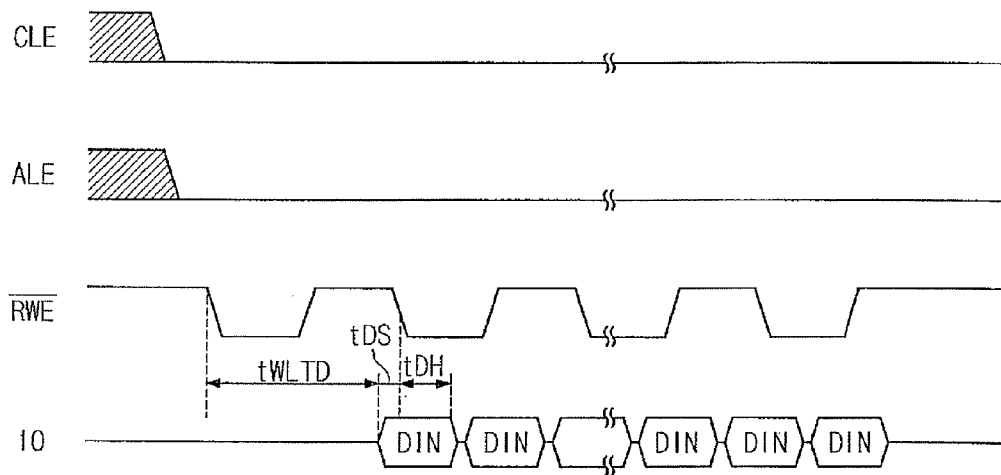 CLE
ALE
RWE
tDS
tWLTD
tDH
IO
DIN DIN DIN DIN DIN